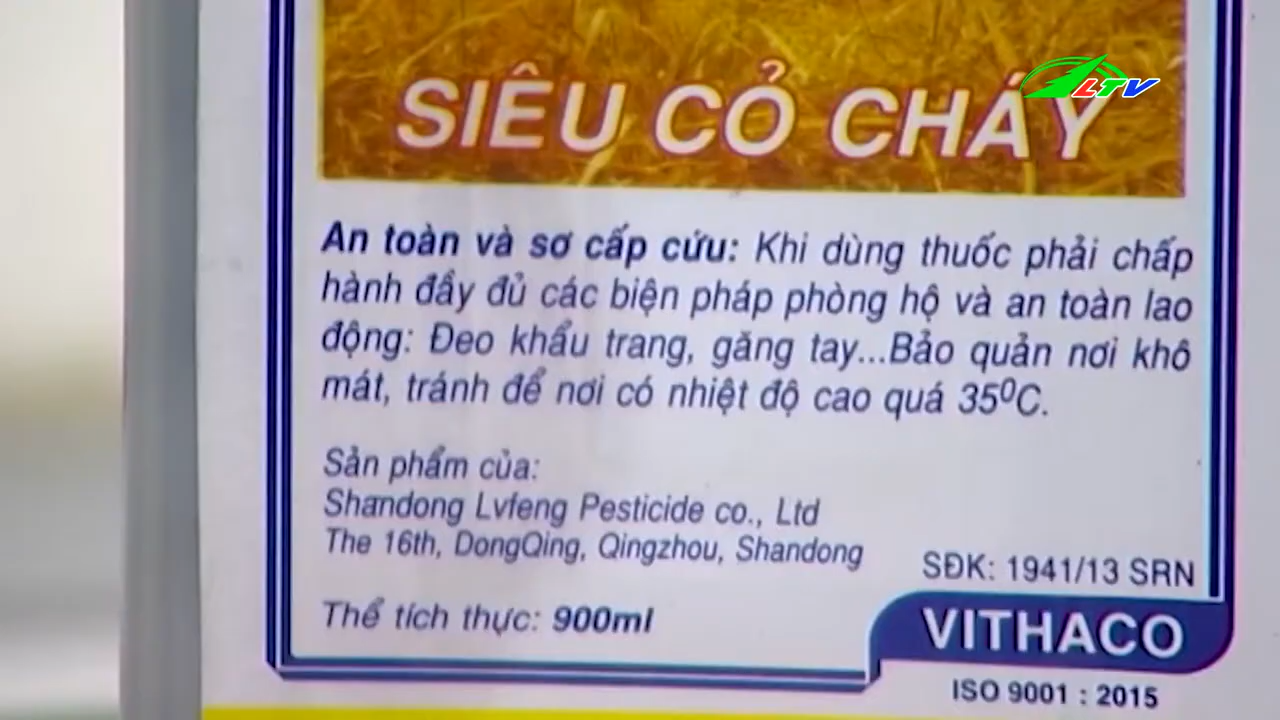 LTV
SIÊU CỎ CHÁY
An toàn và sơ cấp cứu: Khi dùng thuốc phải chấp
hành đầy đủ các biện pháp phòng hộ và an toàn lao
động: Đeo khẩu trang, găng tay...Bảo quản nơi khô
mát, tránh để nơi có nhiệt độ cao quá 35⁰C.
Sản phẩm của:
Shandong Lvfeng Pesticide co., Ltd
The 16th, DongQing, Qingzhou, Shandong
SĐK: 1941/13 SRN
Thể tích thực: 900ml
VITHACO
ISO 9001 : 2015